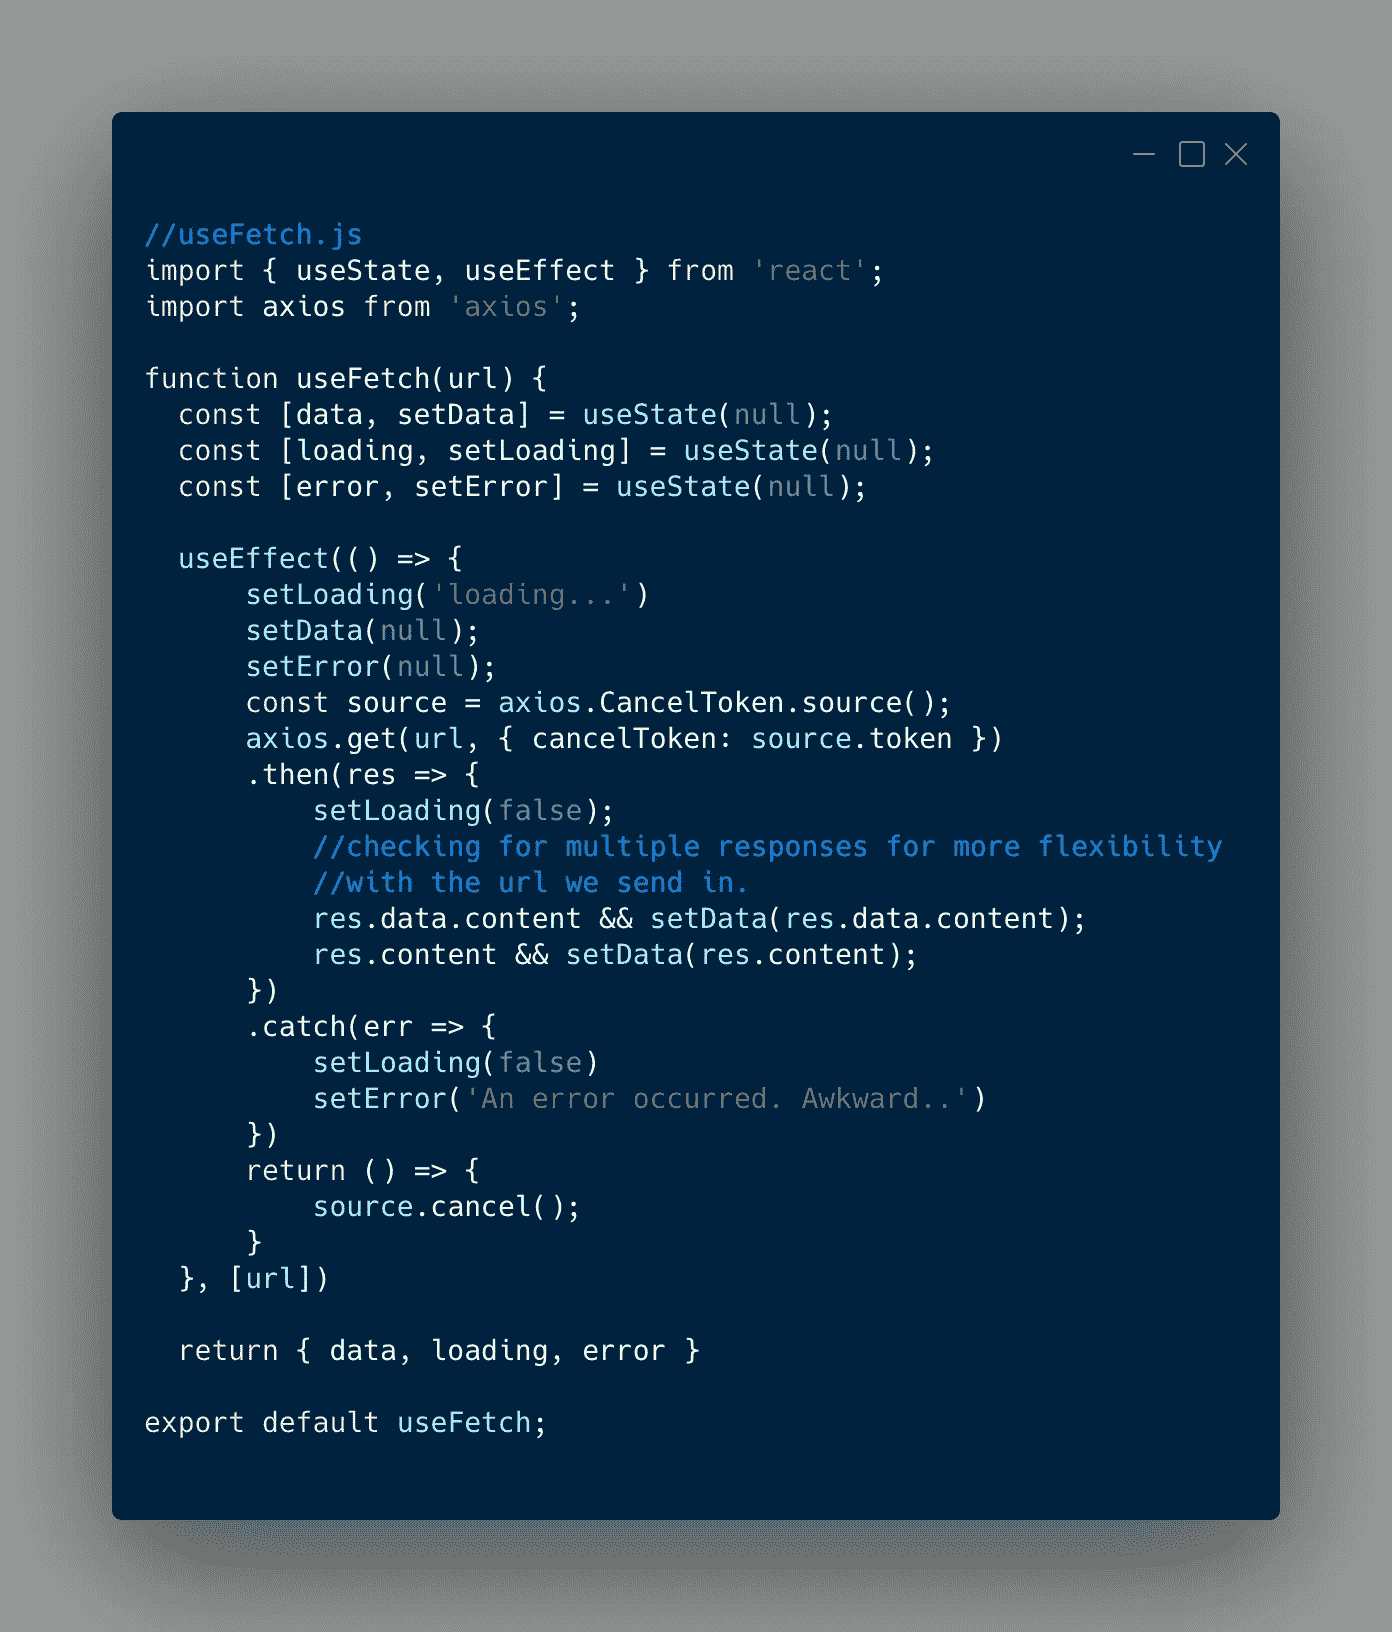 //useFetch.js
import { useState, useEffect } from 'react';
import axios from 'axios';

function useFetch(url) {
  const [data, setData] = useState(null);
  const [loading, setLoading] = useState(null);
  const [error, setError] = useState(null);

  useEffect(() => {
      setLoading('loading...')
      setData(null);
      setError(null);
      const source = axios.CancelToken.source();
      axios.get(url, { cancelToken: source.token })
      .then(res => {
          setLoading(false);
          //checking for multiple responses for more flexibility
          //with the url we send in.
          res.data.content && setData(res.data.content);
          res.content && setData(res.content);
      })
      .catch(err => {
          setLoading(false)
          setError('An error occurred. Awkward..')
      })
      return () => {
          source.cancel();
      }
  }, [url])

  return { data, loading, error }

export default useFetch;